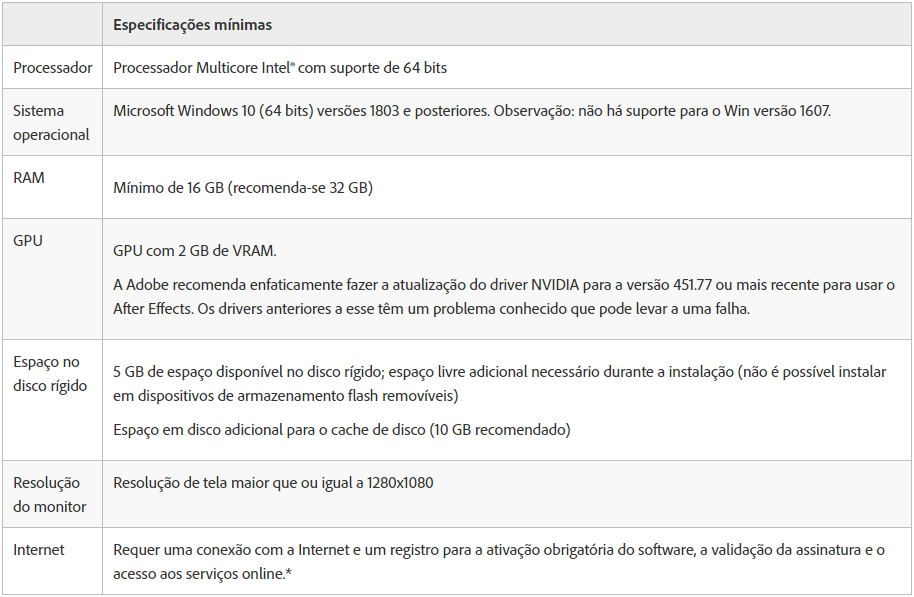 Especificações mínimas
Processador
Processador Multicore Intel® com suporte de 64 bits
Sistema
operacional
Microsoft Windows 10 (64 bits) versões 1803 e posteriores. Observação: não há suporte para o Win versão 1607.
RAM
Mínimo de 16 GB (recomenda-se 32 GB)
GPU
GPU com 2 GB de VRAM.
A Adobe recomenda enfaticamente fazer a atualização do driver NVIDIA para a versão 451.77 ou mais recente para usar o
After Effects. Os drivers anteriores a esse têm um problema conhecido que pode levar a uma falha.
Espaço no
disco rígido
5 GB de espaço disponível no disco rígido; espaço livre adicional necessário durante a instalação (não é possível instalar
em dispositivos de armazenamento flash removíveis)
Espaço em disco adicional para o cache de disco (10 GB recomendado)
Resolução
do monitor
Resolução de tela maior que ou igual a 1280x1080
Internet
Requer uma conexão com a Internet e um registro para a ativação obrigatória do software, a validação da assinatura e o
acesso aos serviços online.*